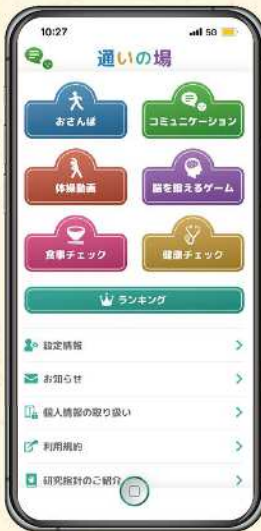 10:27
5G
通いの場
おさんぽ
コミュニケーション
体操動画
脳を鍛えるゲーム
食事チェック
健康チェック
ランキング
設定情報
お知らせ
個人情報の取り扱い
利用規約
研究指針のご紹介